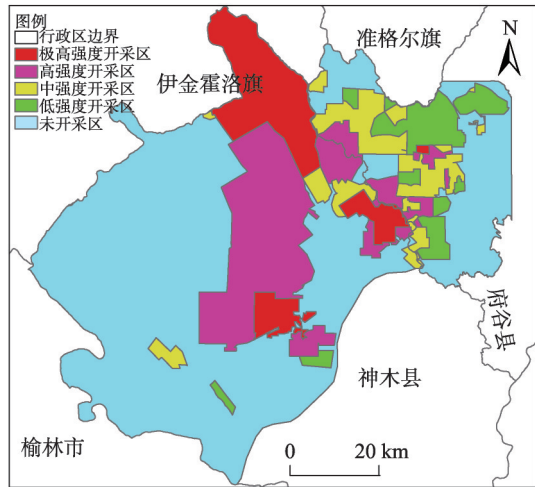 图例
行政区边界
极高强度开采区
高强度开采区
中强度开采区
低强度开采区
未开采区
准格尔旗
N
伊金霍洛旗
府谷县
神木县
榆林市
0 20 km